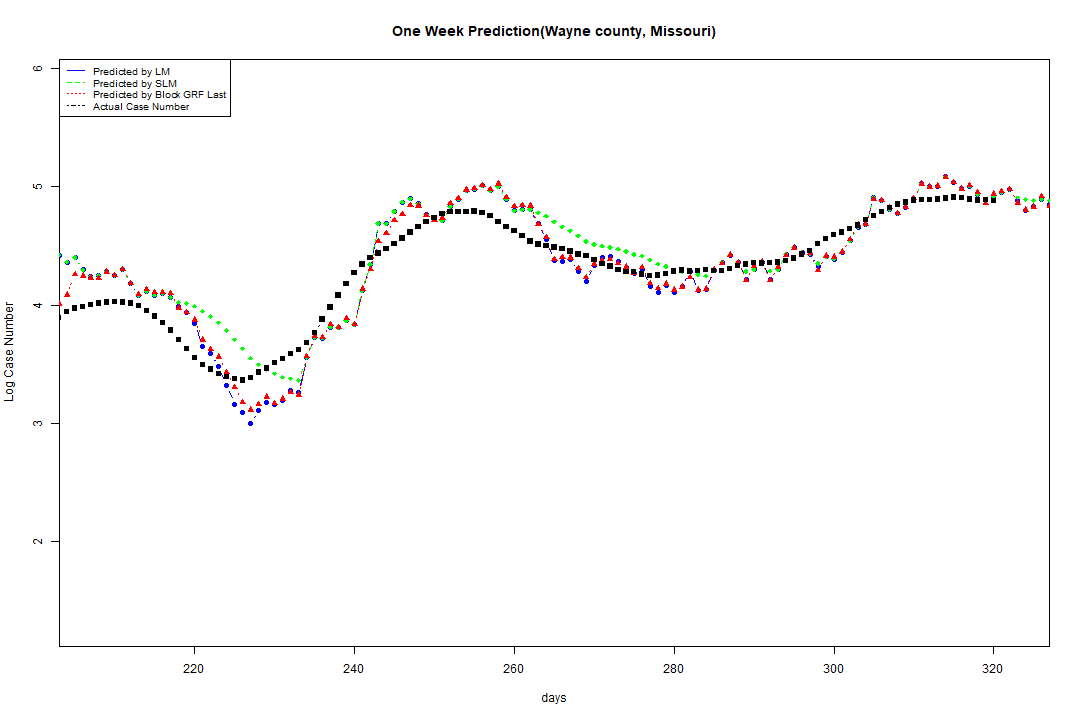 One Week Prediction(Wayne county, Missouri)
Predicted by LM
Predicted by SLM
Predicted by Block GRF Last
Actual Case Number
6
5
4
3
2
Log Case Number
220 240 260 280 300 320
days